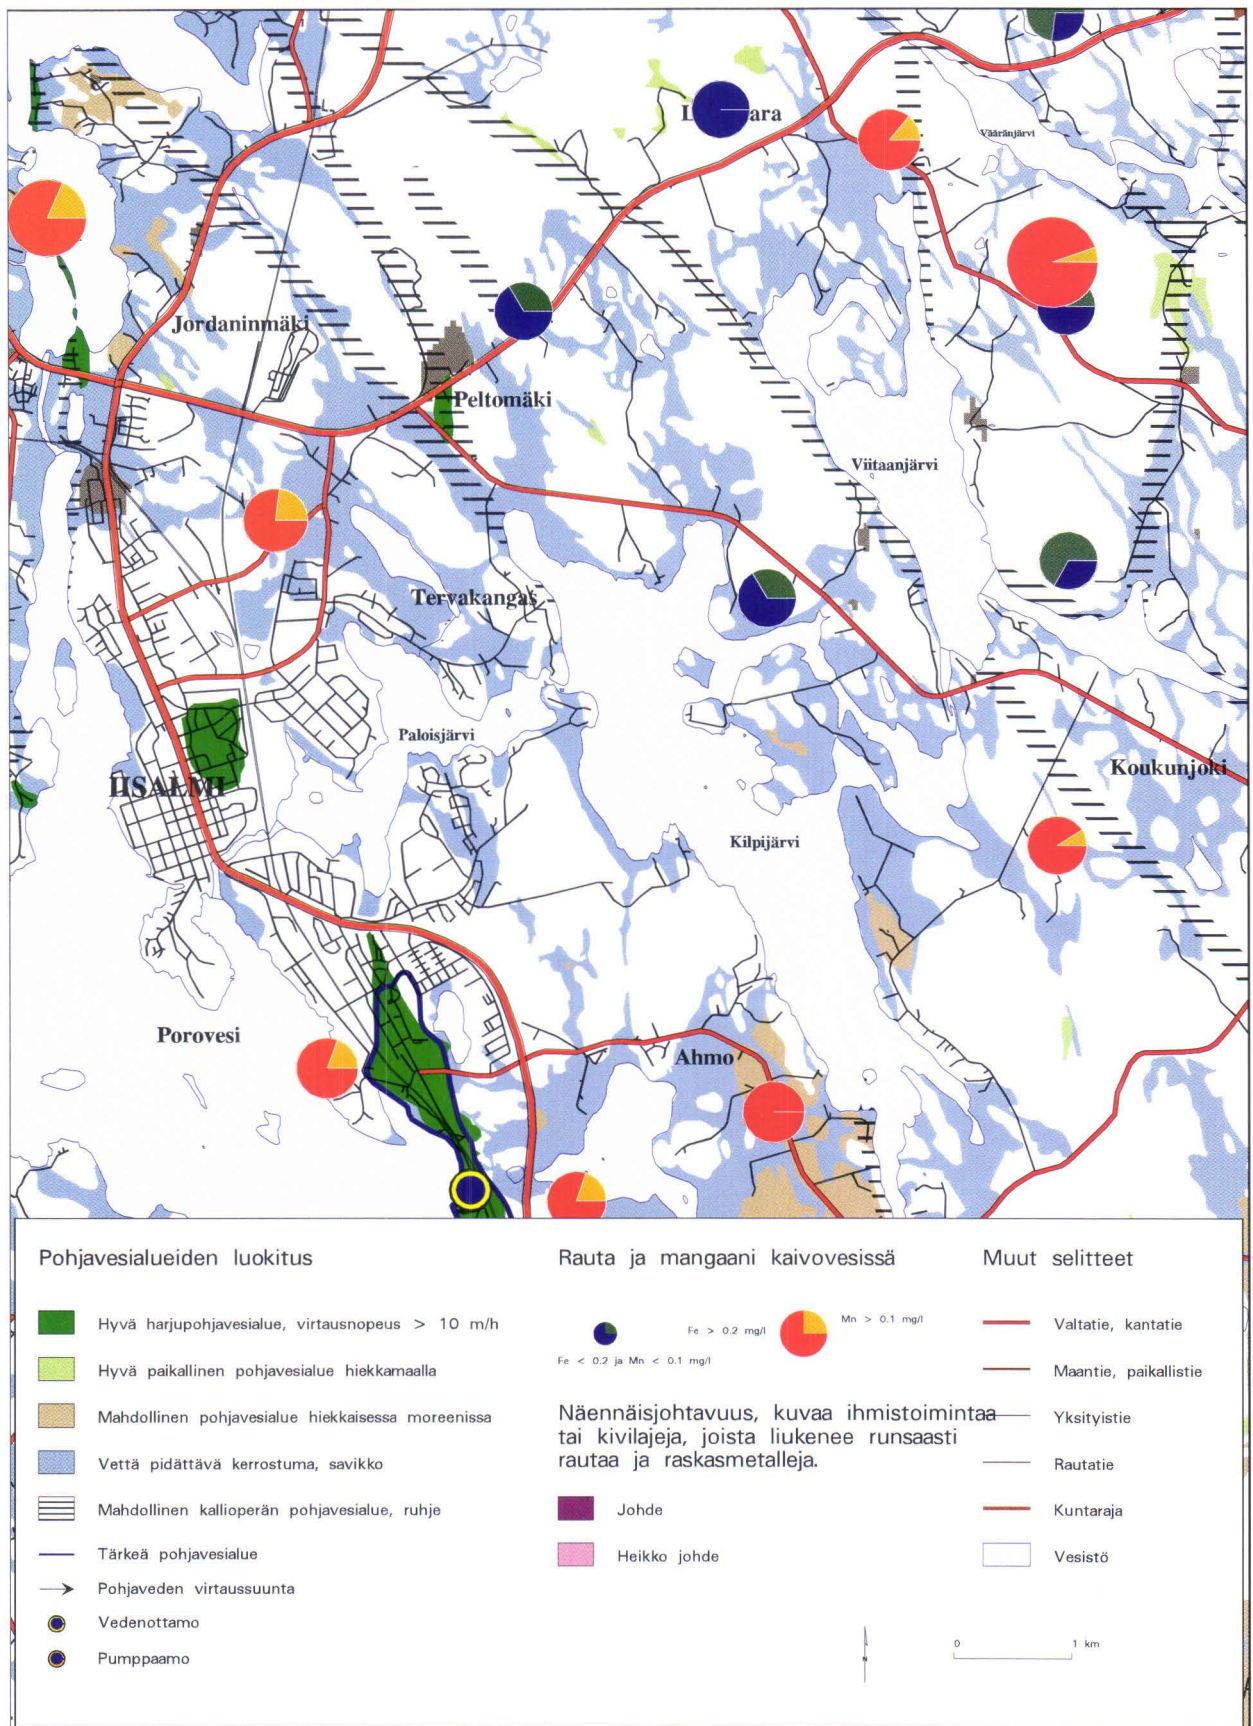 L ara
Vääränjärvi
Jordaninmäki
Peltomäki
Viitaanjärvi
Tervakangas
Paloisjärvi
IISALMI
Koukunjoki
Kilpijärvi
Porovesi
Ahmo
Pohjavesialueiden luokitus
Hyvä harjupohjavesialue, virtausnopeus > 10 m/h
Hyvä paikallinen pohjavesialue hiekkamaalla
Mahdollinen pohjavesialue hiekkaisessa moreenissa
Vettä pidättävä kerrostuma, savikko
Mahdollinen kallioperän pohjavesialue, ruhje
Tärkeä pohjavesialue
Pohjaveden virtaussuunta
Vedenottamo
Pumppaamo
Rauta ja mangaani kaivovesissä
Mn > 0.1 mg/l
Fe > 0.2 mg/l
Fe < 0.2 ja Mn < 0.1 mg/l
Näennäisjohtavuus, kuvaa ihmistoimintaa
tai kivilajeja, joista liukenee runsaasti
rautaa ja raskasmetalleja.
Johde
Heikko johde
Muut selitteet
Valtatie, kantatie
Maantie, paikallistie
Yksityistie
Rautatie
Kuntaraja
Vesistö
N
0 1 km